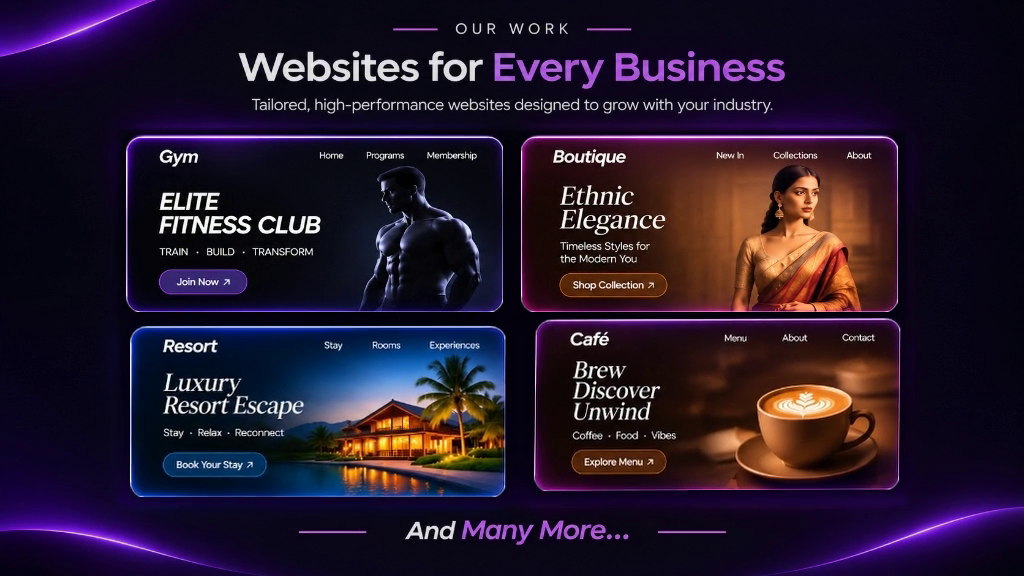 OUR WORK
Websites for Every Business
Tailored, high-performance websites designed to grow with your industry.
Gym
Home Programs Membership
ELITE
FITNESS CLUB
TRAIN · BUILD · TRANSFORM
Join Now ↗
Boutique
New In Collections About
Ethnic
Elegance
Timeless Styles for
the Modern You
Shop Collection ↗
Resort
Stay Rooms Experiences
Luxury
Resort Escape
Stay · Relax · Reconnect
Book Your Stay ↗
Café
Menu About Contact
Brew
Discover
Unwind
Coffee · Food · Vibes
Explore Menu ↗
And Many More...